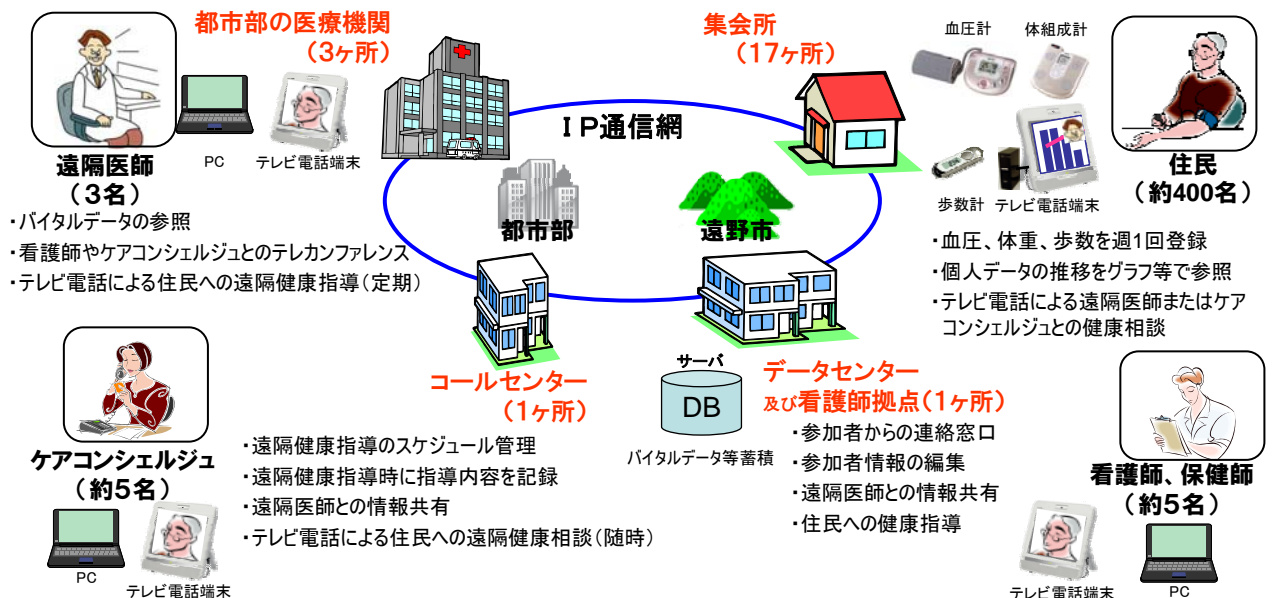 都市部の医療機関
（3ヶ所）
PC
テレビ電話端末
遠隔医師
（3名）
・バイタルデータの参照
・看護師やケアコンシェルジュとのテレカンファレンス
・テレビ電話による住民への遠隔健康指導（定期）
集会所
（17ヶ所）
血圧計
体組成計
歩数計
テレビ電話端末
住民
（約400名）
・血圧、体重、歩数を週1回登録
・個人データの推移をグラフ等で参照
・テレビ電話による遠隔医師またはケア
コンシェルジュとの健康相談
ＩＰ通信網
都市部
遠野市
コールセンター
（1ヶ所）
ケアコンシェルジュ
（約5名）
PC
テレビ電話端末
・遠隔健康指導のスケジュール管理
・遠隔健康指導時に指導内容を記録
・遠隔医師との情報共有
・テレビ電話による住民への遠隔健康相談（随時）
サーバ
DB
バイタルデータ等蓄積
データセンター
及び看護師拠点（1ヶ所）
・参加者からの連絡窓口
・参加者情報の編集
・遠隔医師との情報共有
・住民への健康指導
看護師、保健師
（約5名）
テレビ電話端末
PC